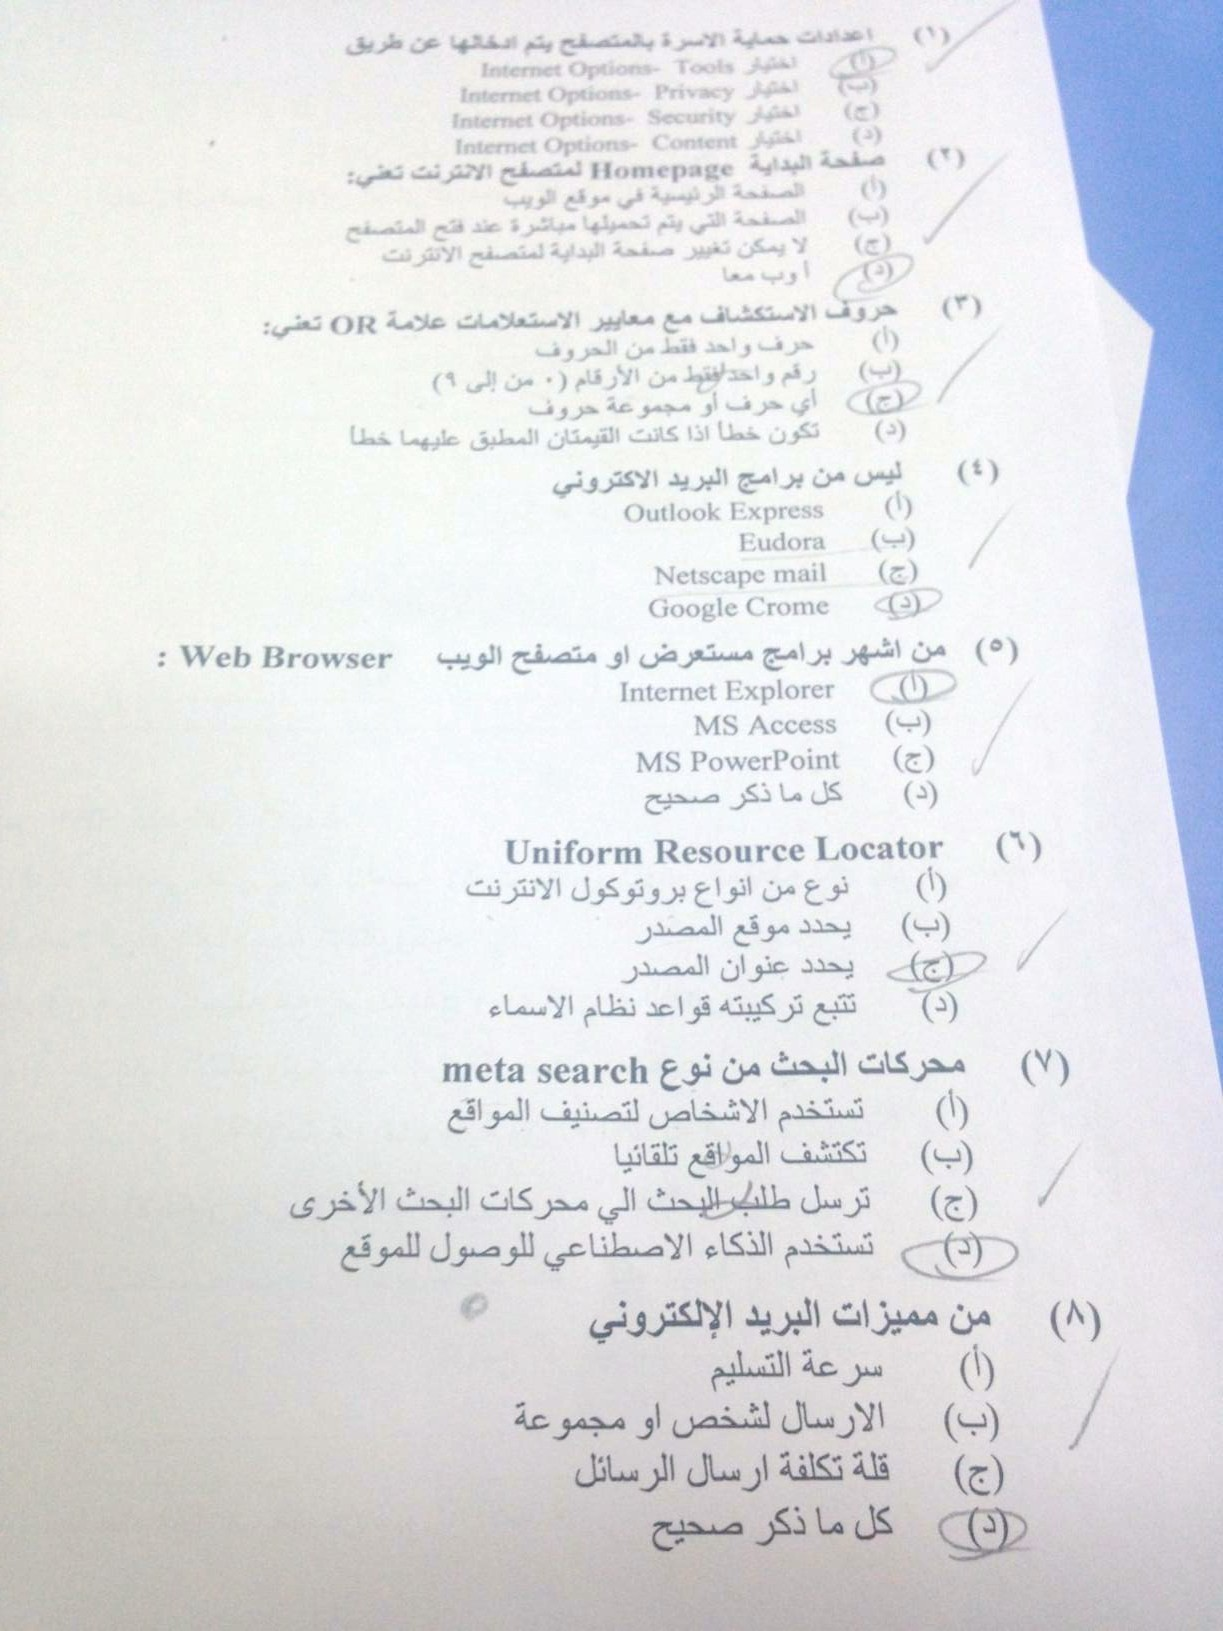 (١) اعدادات حماية الاسرة بالمتصفح يتم ادخالها عن طريق
(أ) اختيار Internet Options- Tools
(ب) اختيار Internet Options- Privacy
(ج) اختيار Internet Options- Security
(د) اختيار Internet Options- Content
(٢) صفحة البداية Homepage لمتصفح الانترنت تعني:
(أ) الصفحة الرئيسية في موقع الويب
(ب) الصفحة التي يتم تحميلها مباشرة عند فتح المتصفح
(ج) لا يمكن تغيير صفحة البداية لمتصفح الانترنت
(د) أ وب معا
(٣) حروف الاستكشاف مع معايير الاستعلامات علامة OR تعني:
(أ) حرف واحد فقط من الحروف
(ب) رقم واحد فقط من الأرقام (٠ من إلى ٩)
(ج) أي حرف أو مجموعة حروف
(د) تكون خطأ اذا كانت القيمتان المطبق عليهما خطأ
(٤) ليس من برامج البريد الاكتروني
(أ) Outlook Express
(ب) Eudora
(ج) Netscape mail
(د) Google Crome
(٥) من اشهر برامج مستعرض او متصفح الويب Web Browser :
(أ) Internet Explorer
(ب) MS Access
(ج) MS PowerPoint
(د) كل ما ذكر صحيح
(٦) Uniform Resource Locator
(أ) نوع من انواع بروتوكول الانترنت
(ب) يحدد موقع المصدر
(ج) يحدد عنوان المصدر
(د) تتبع تركيبته قواعد نظام الاسماء
(٧) محركات البحث من نوع meta search
(أ) تستخدم الاشخاص لتصنيف المواقع
(ب) تكتشف المواقع تلقائيا
(ج) ترسل طلب البحث الي محركات البحث الأخرى
(د) تستخدم الذكاء الاصطناعي للوصول للموقع
(٨) من مميزات البريد الإلكتروني
(أ) سرعة التسليم
(ب) الارسال لشخص او مجموعة
(ج) قلة تكلفة ارسال الرسائل
(د) كل ما ذكر صحيح